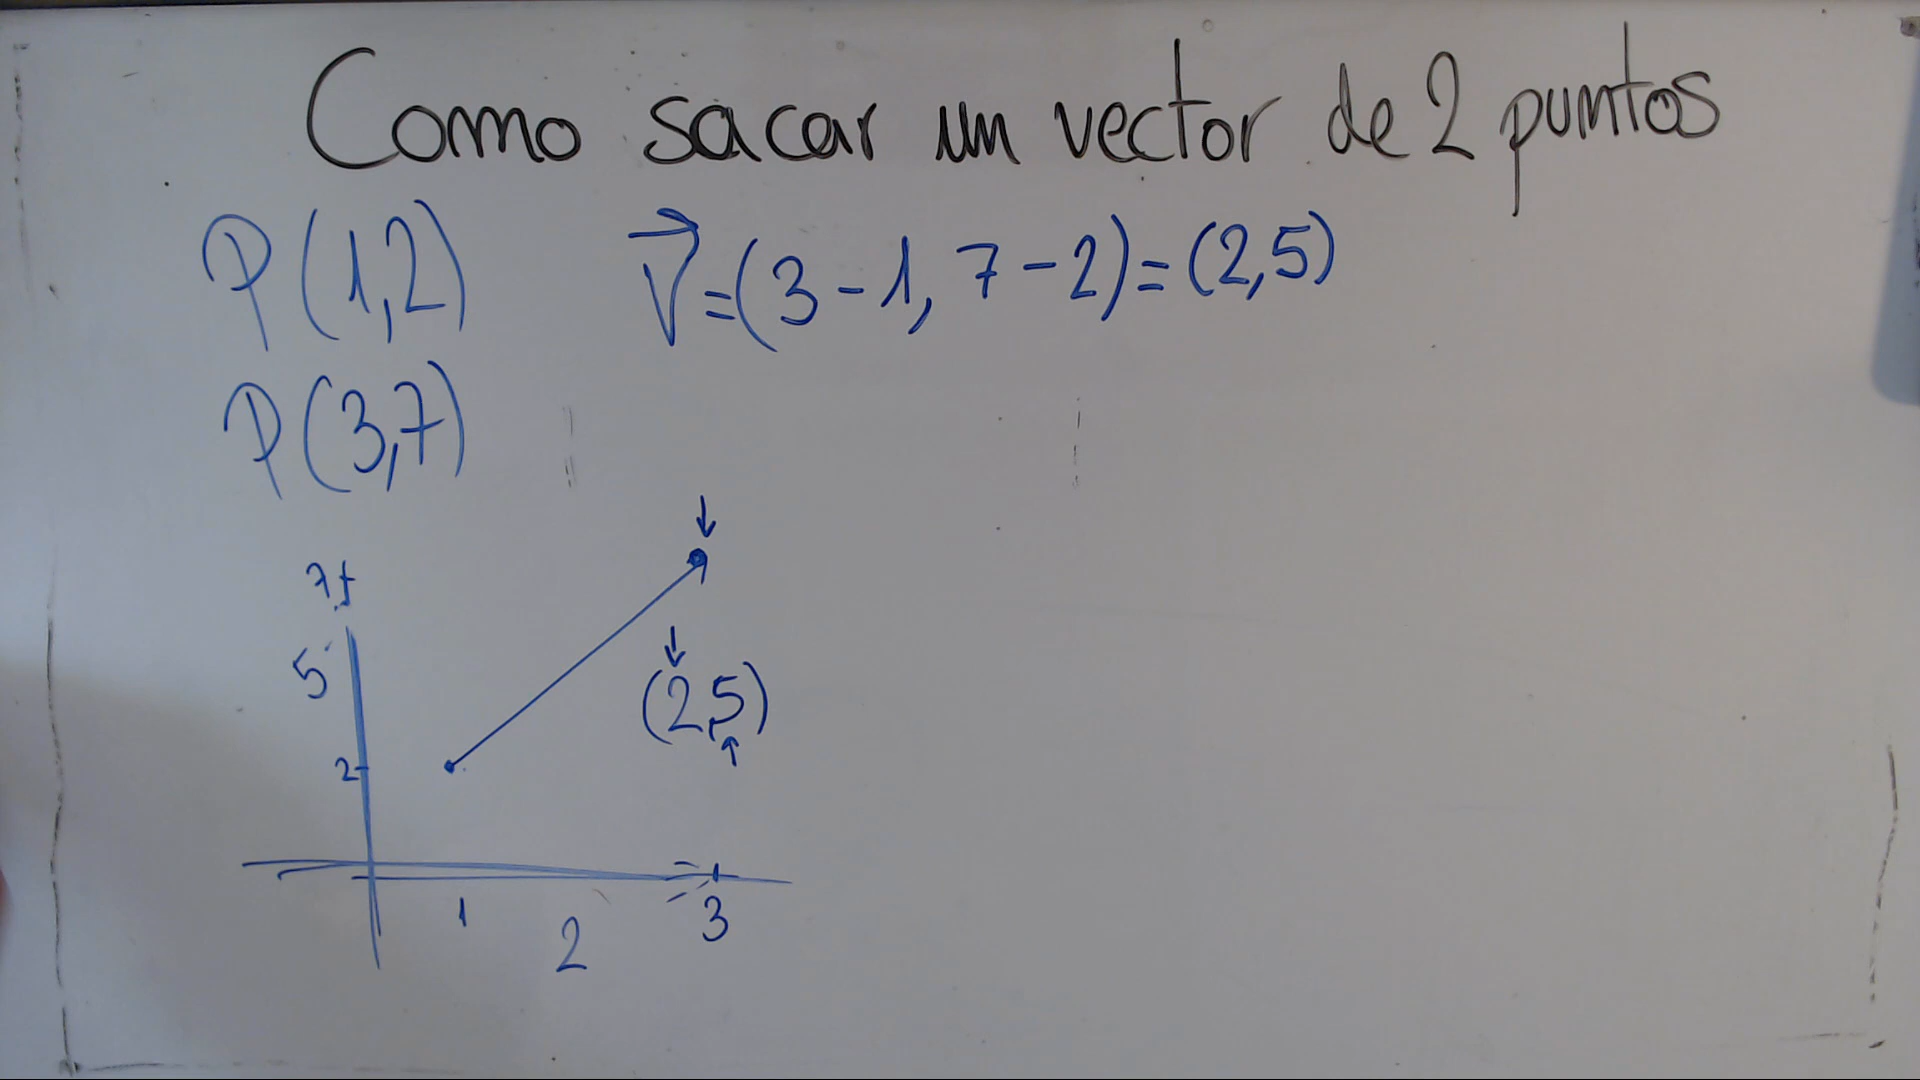 Como sacar un vector de 2 puntos
P(1,2)
V=(3-1, 7-2)=(2,5)
P(3,7)
7
5
(2,5)
2
1
2
3